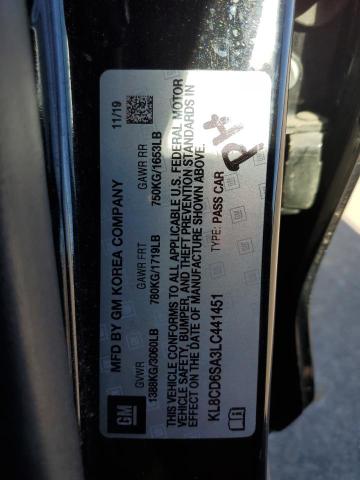 GM
MFD BY GM KOREA COMPANY
11/19
GVWR
GAWR FRT
GAWR RR
1388KG/3060LB
780KG/1719LB
750KG/1653LB
THIS VEHICLE CONFORMS TO ALL APPLICABLE U.S. FEDERAL MOTOR
VEHICLE SAFETY, BUMPER, AND THEFT PREVENTION STANDARDS IN
EFFECT ON THE DATE OF MANUFACTURE SHOWN ABOVE.
KL8CD6SA3LC441451
TYPE: PASS CAR